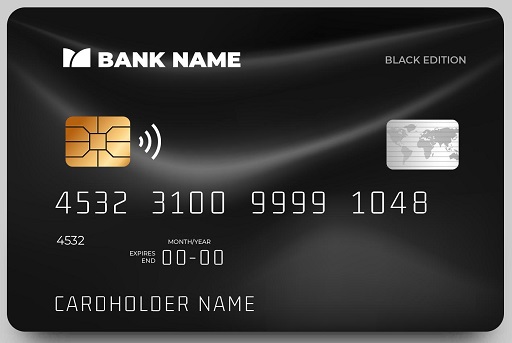 BANK NAME
BLACK EDITION
4532 3100 9999 1048
4532
MONTH/YEAR
EXPIRES
END
00-00
CARDHOLDER NAME